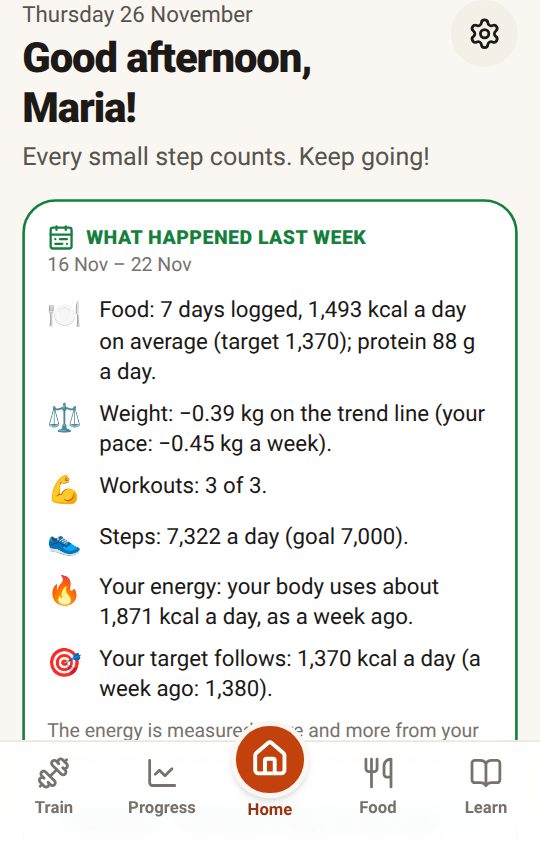 Thursday 26 November
Good afternoon,
Maria!
Every small step counts. Keep going!
WHAT HAPPENED LAST WEEK
16 Nov – 22 Nov
Food: 7 days logged, 1,493 kcal a day
on average (target 1,370); protein 88 g
a day.
Weight: −0.39 kg on the trend line (your
pace: −0.45 kg a week).
Workouts: 3 of 3.
Steps: 7,322 a day (goal 7,000).
Your energy: your body uses about
1,871 kcal a day, as a week ago.
Your target follows: 1,370 kcal a day (a
week ago: 1,380).
The energy is measured and more from your
Train
Progress
Home
Food
Learn